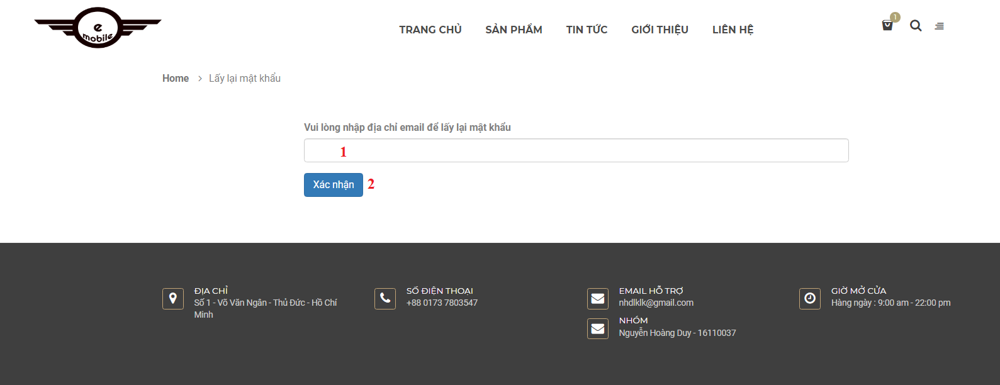 e
mobile
TRANG CHỦ SẢN PHẨM TIN TỨC GIỚI THIỆU LIÊN HỆ
1
Home > Lấy lại mật khẩu
Vui lòng nhập địa chỉ email để lấy lại mật khẩu
1
Xác nhận 2
ĐỊA CHỈ
Số 1 - Võ Văn Ngân - Thủ Đức - Hồ Chí
Minh
SỐ ĐIỆN THOẠI
+88 0173 7803547
EMAIL HỖ TRỢ
nhdlklk@gmail.com
NHÓM
Nguyễn Hoàng Duy - 16110037
GIỜ MỞ CỬA
Hàng ngày : 9:00 am - 22:00 pm